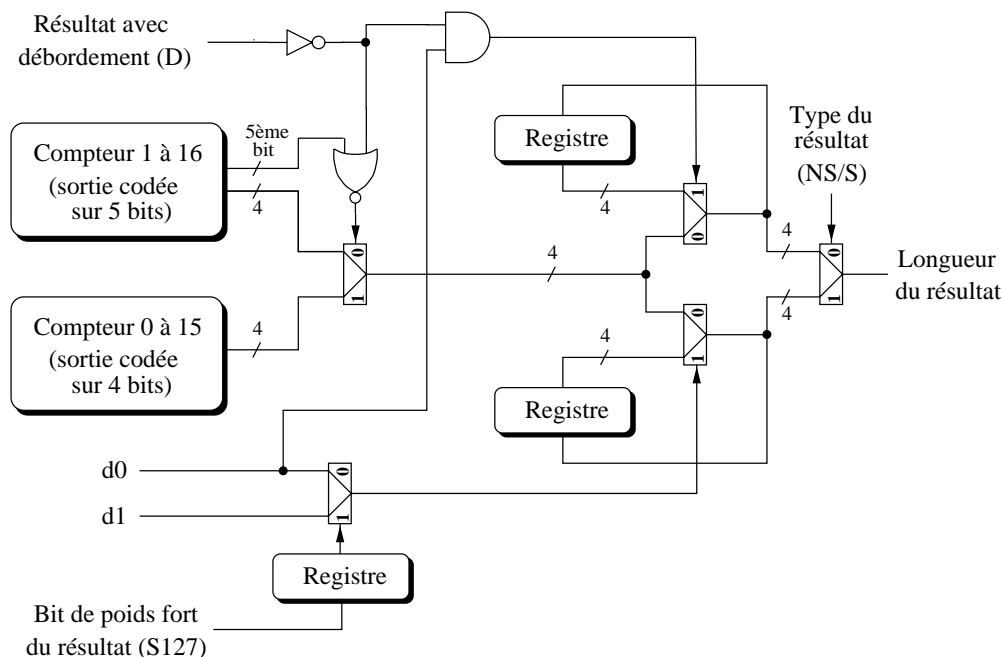 Résultat avec
débordement (D)
Compteur 1 à 16
(sortie codée
sur 5 bits)
5ème
bit
4
0
1
Compteur 0 à 15
(sortie codée
sur 4 bits)
4
4
Registre
4
1
0
Type du
résultat
(NS/S)
4
0
1
4
Longueur
du résultat
4
0
1
Registre
d0
d1
0
1
Registre
Bit de poids fort
du résultat (S127)